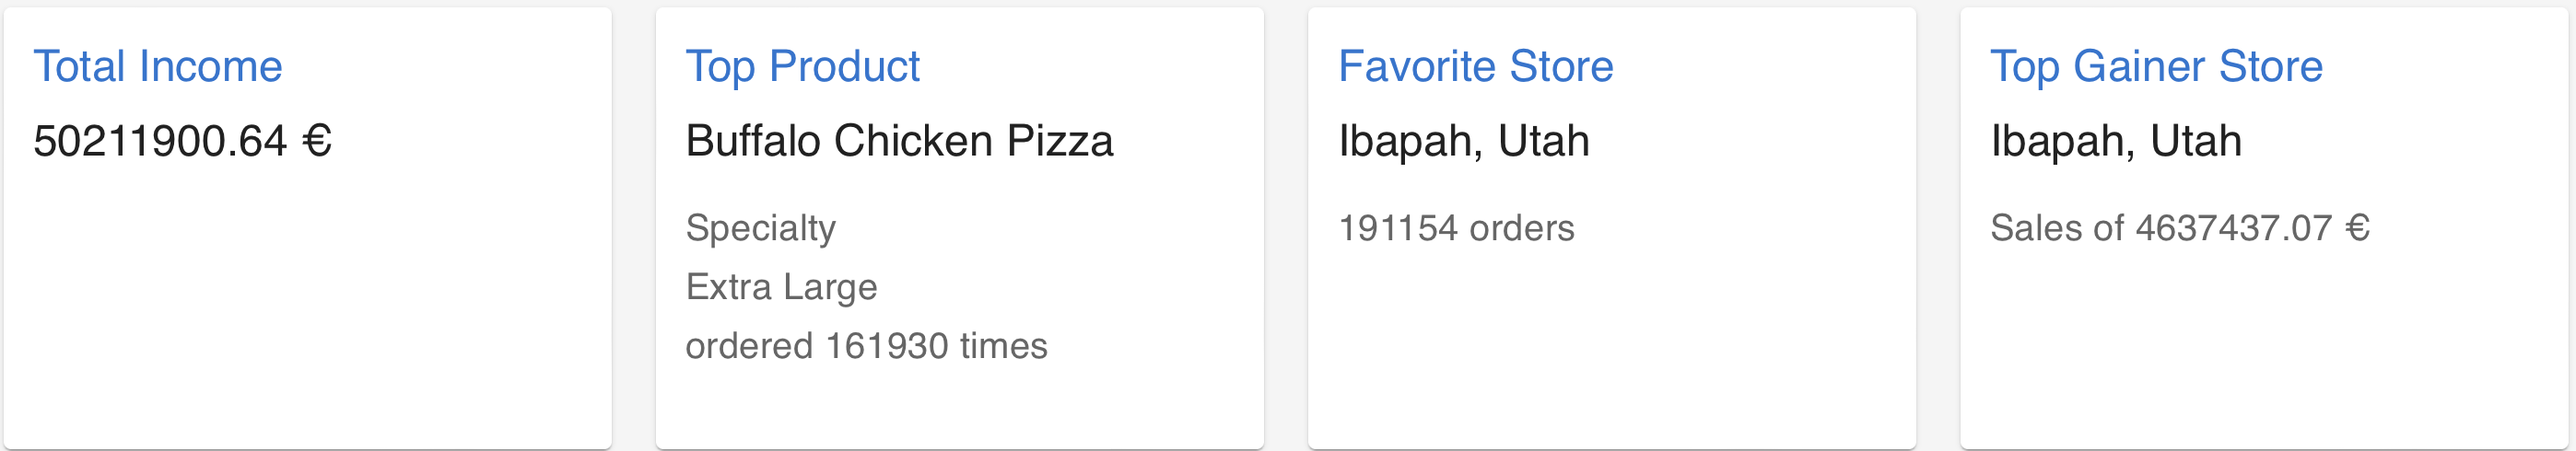 Total Income
50211900.64 €
Top Product
Buffalo Chicken Pizza
Specialty
Extra Large
ordered 161930 times
Favorite Store
Ibapah, Utah
191154 orders
Top Gainer Store
Ibapah, Utah
Sales of 4637437.07 €